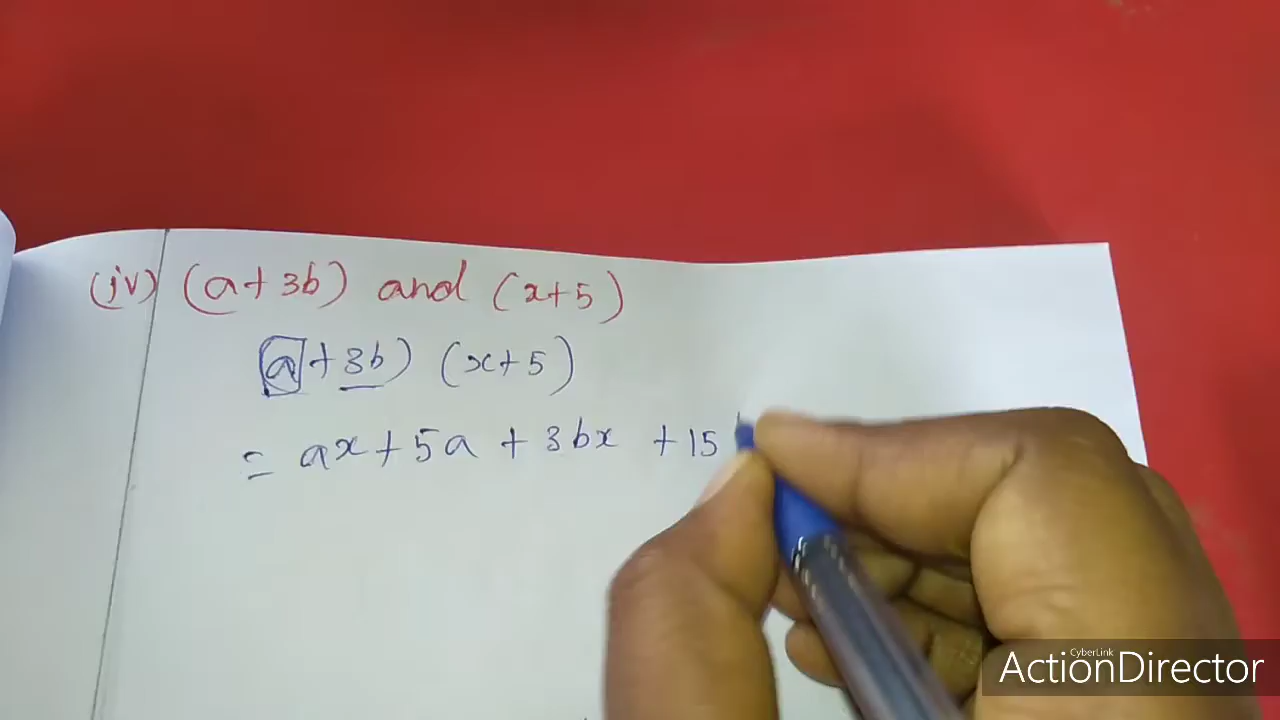 (iv) (a+3b) and (x+5)
a+3b) (x+5)
= ax+5a+3bx +15
CyberLink
ActionDirector